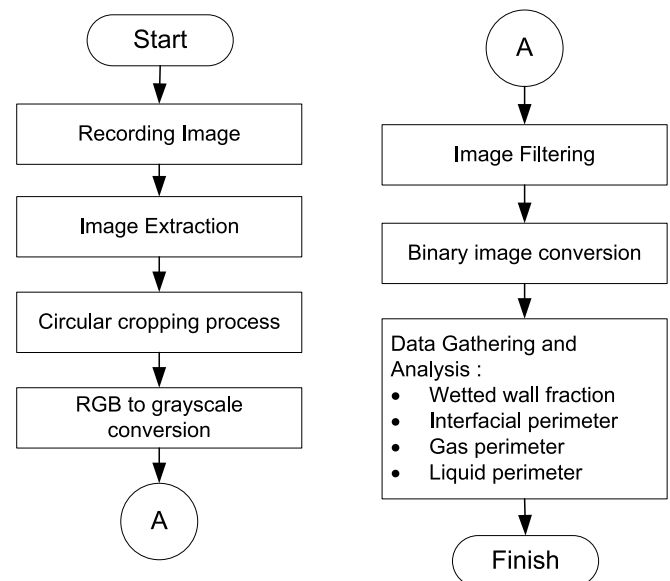 Start
Recording Image
Image Extraction
Circular cropping process
RGB to grayscale
conversion
A
A
Image Filtering
Binary image conversion
Data Gathering and
Analysis :
• Wetted wall fraction
• Interfacial perimeter
• Gas perimeter
• Liquid perimeter
Finish